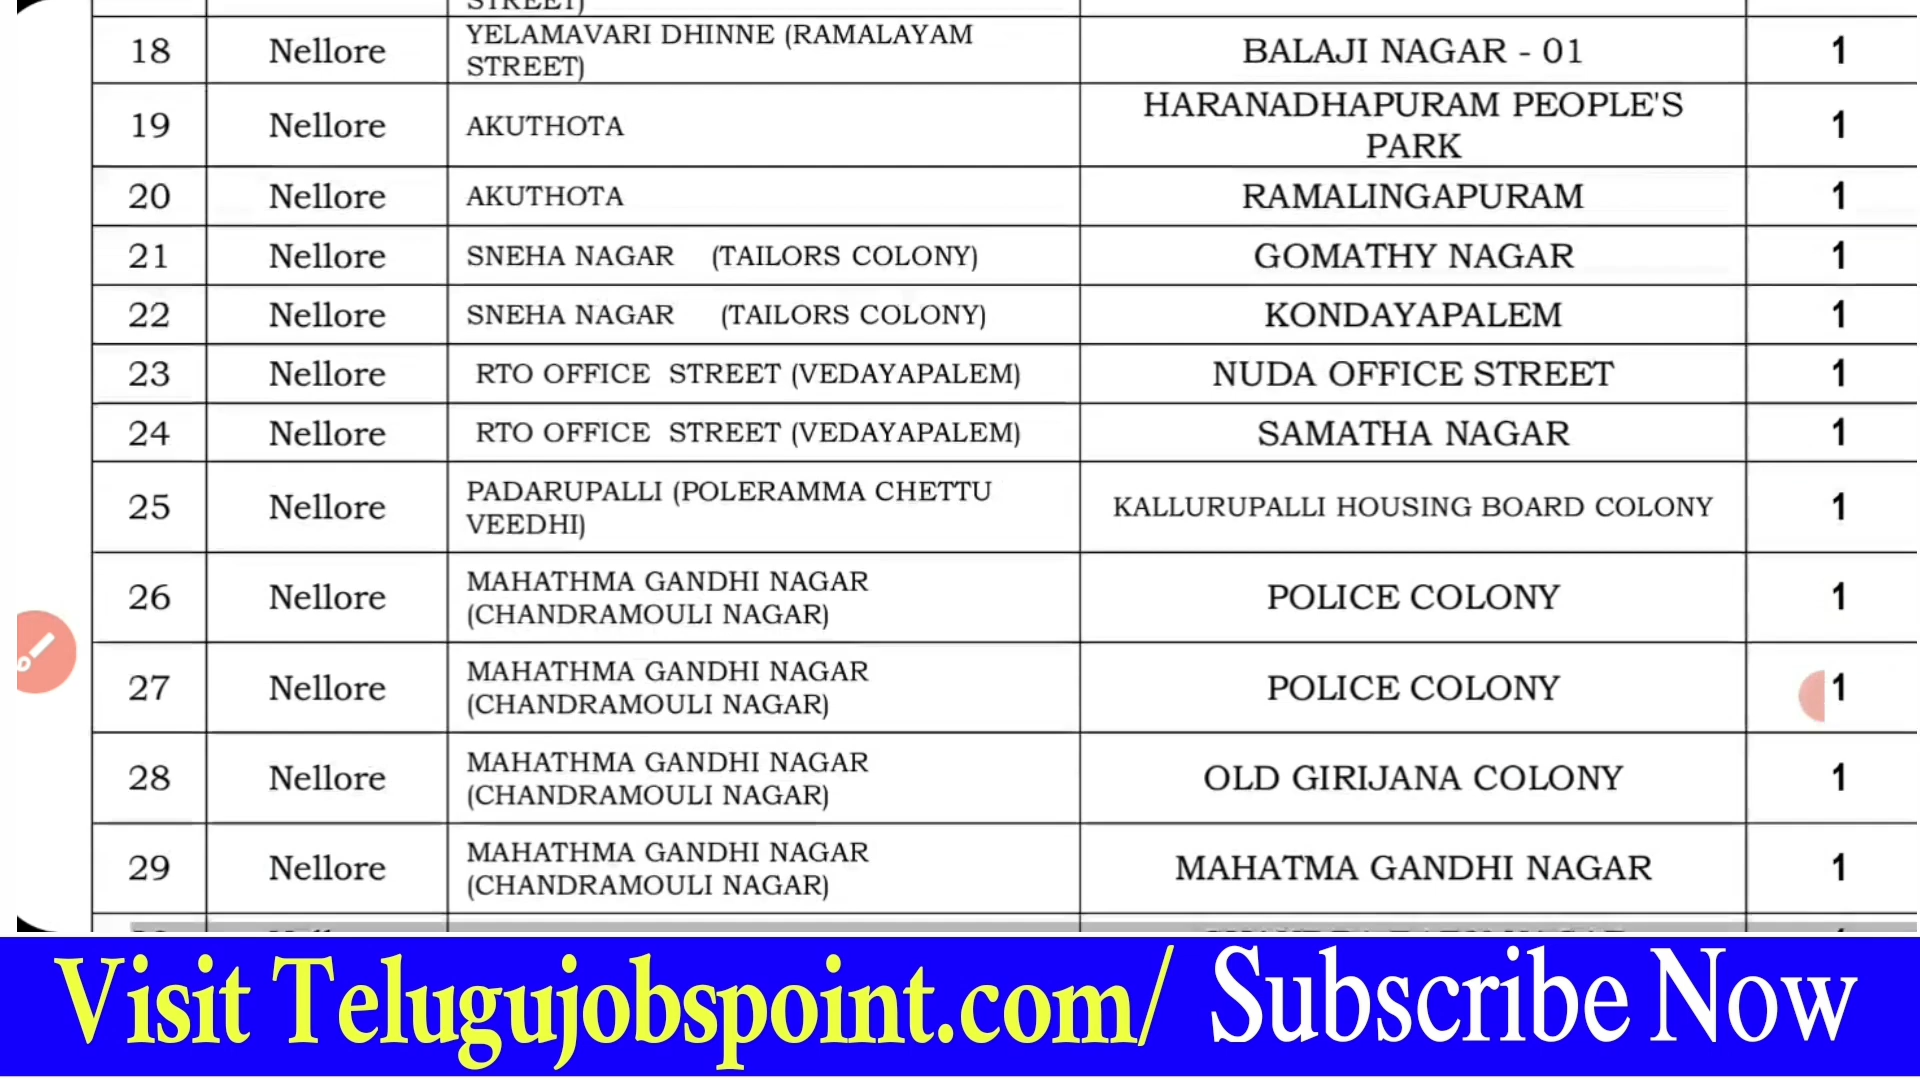 STREET)
18 Nellore YELAMAVARI DHINNE (RAMALAYAM STREET) BALAJI NAGAR - 01 1
19 Nellore AKUTHOTA HARANADHAPURAM PEOPLE'S PARK 1
20 Nellore AKUTHOTA RAMALINGAPURAM 1
21 Nellore SNEHA NAGAR (TAILORS COLONY) GOMATHY NAGAR 1
22 Nellore SNEHA NAGAR (TAILORS COLONY) KONDAYAPALEM 1
23 Nellore RTO OFFICE STREET (VEDAYAPALEM) NUDA OFFICE STREET 1
24 Nellore RTO OFFICE STREET (VEDAYAPALEM) SAMATHA NAGAR 1
25 Nellore PADARUPALLI (POLERAMMA CHETTU VEEDHI) KALLURUPALLI HOUSING BOARD COLONY 1
26 Nellore MAHATHMA GANDHI NAGAR (CHANDRAMOULI NAGAR) POLICE COLONY 1
27 Nellore MAHATHMA GANDHI NAGAR (CHANDRAMOULI NAGAR) POLICE COLONY 1
28 Nellore MAHATHMA GANDHI NAGAR (CHANDRAMOULI NAGAR) OLD GIRIJANA COLONY 1
29 Nellore MAHATHMA GANDHI NAGAR (CHANDRAMOULI NAGAR) MAHATMA GANDHI NAGAR 1
Visit Telugujobspoint.com/ Subscribe Now